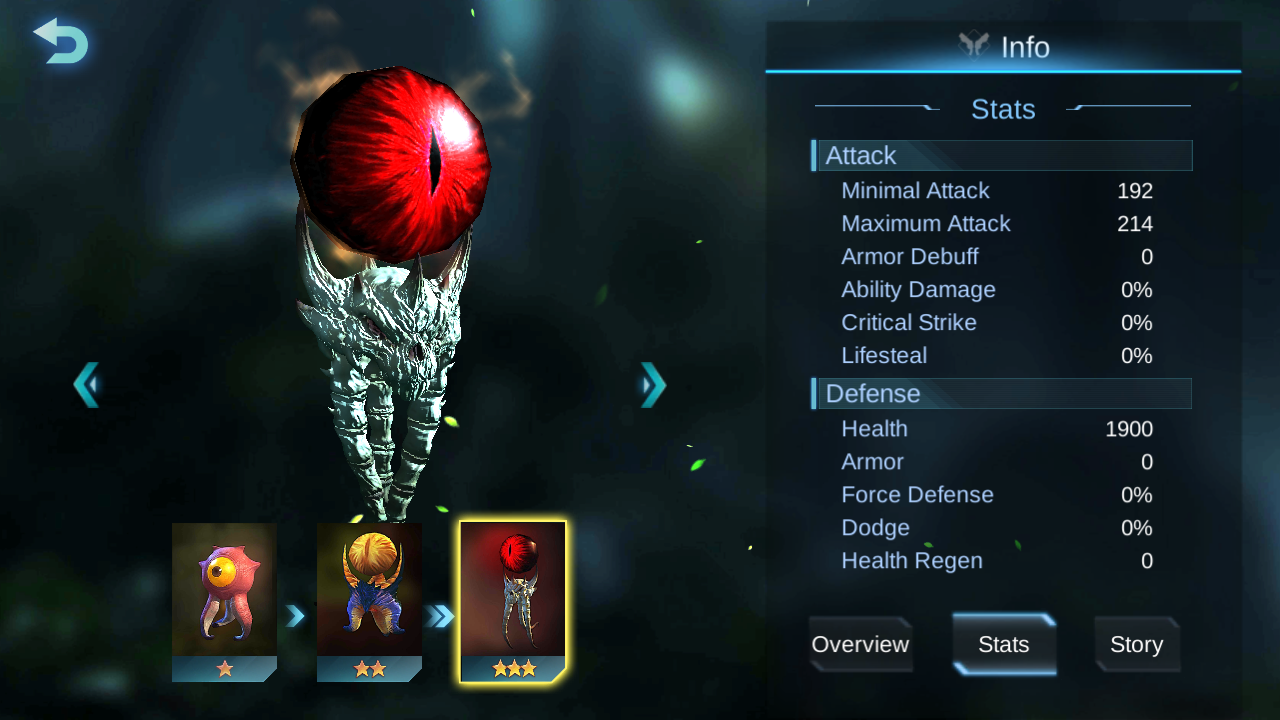 Info
Stats
Attack
Minimal Attack 192
Maximum Attack 214
Armor Debuff 0
Ability Damage 0%
Critical Strike 0%
Lifesteal 0%
Defense
Health 1900
Armor 0
Force Defense 0%
Dodge 0%
Health Regen 0
Overview Stats Story